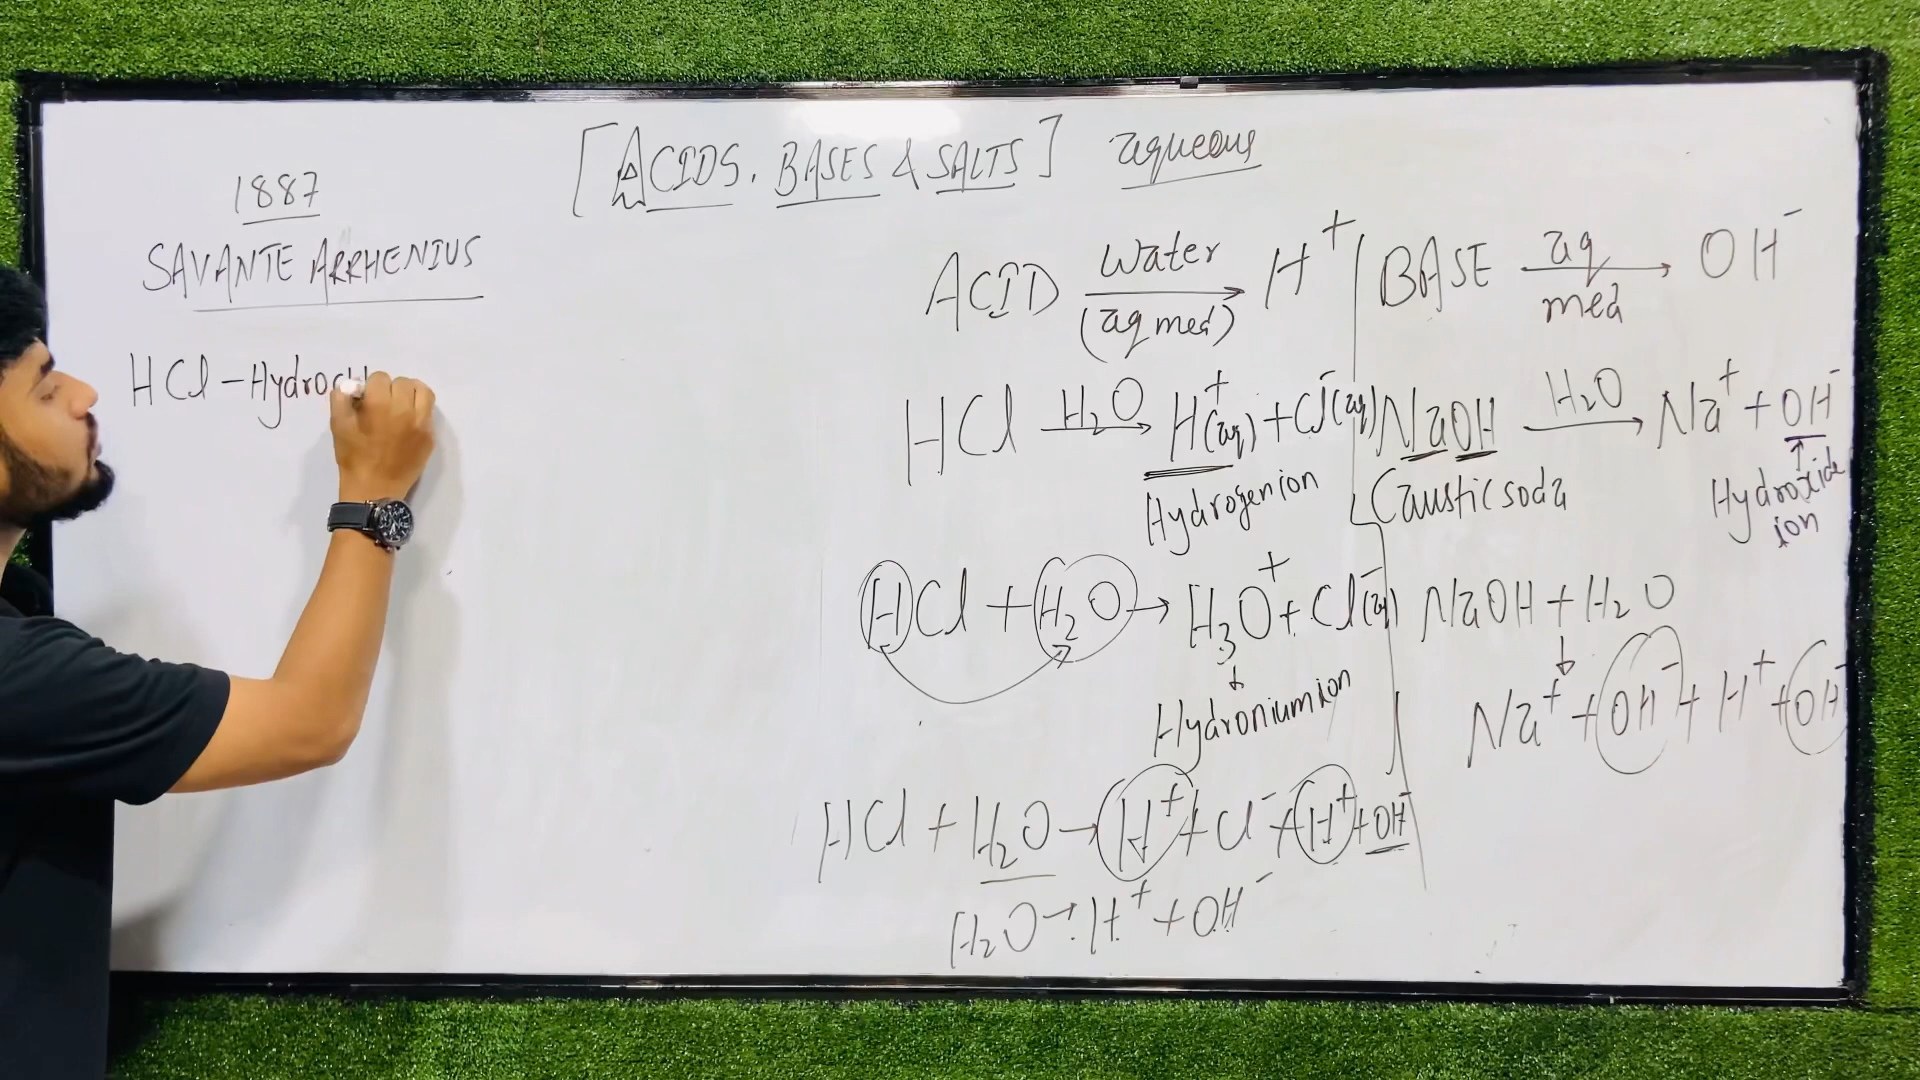 [ACIDS, BASES & SALTS] aqueous
1887
SAVANTE ARRHENIUS
HCl – Hydroch
ACID Water (aq med) → H⁺
HCl H₂O → H⁺(aq) + Cl⁻(aq)
Hydrogen ion
HCl + H₂O → H₃O⁺ + Cl⁻(aq)
Hydronium ion
HCl + H₂O → H⁺ + Cl⁻ + H⁺ + OH⁻
H₂O → H⁺ + OH⁻
BASE aq med → OH⁻
NaOH H₂O → Na⁺ + OH⁻
Caustic soda
Hydroxide
ion
NaOH + H₂O
↓
Na⁺ + OH⁻ + H⁺ + OH⁻